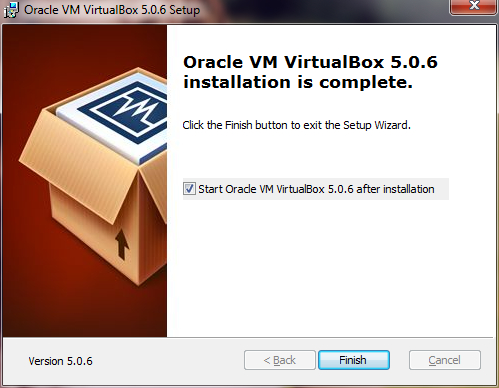 Oracle VM VirtualBox 5.0.6 Setup
Oracle VM VirtualBox 5.0.6
installation is complete.
Click the Finish button to exit the Setup Wizard.
Start Oracle VM VirtualBox 5.0.6 after installation
Version 5.0.6
< Back
Finish
Cancel